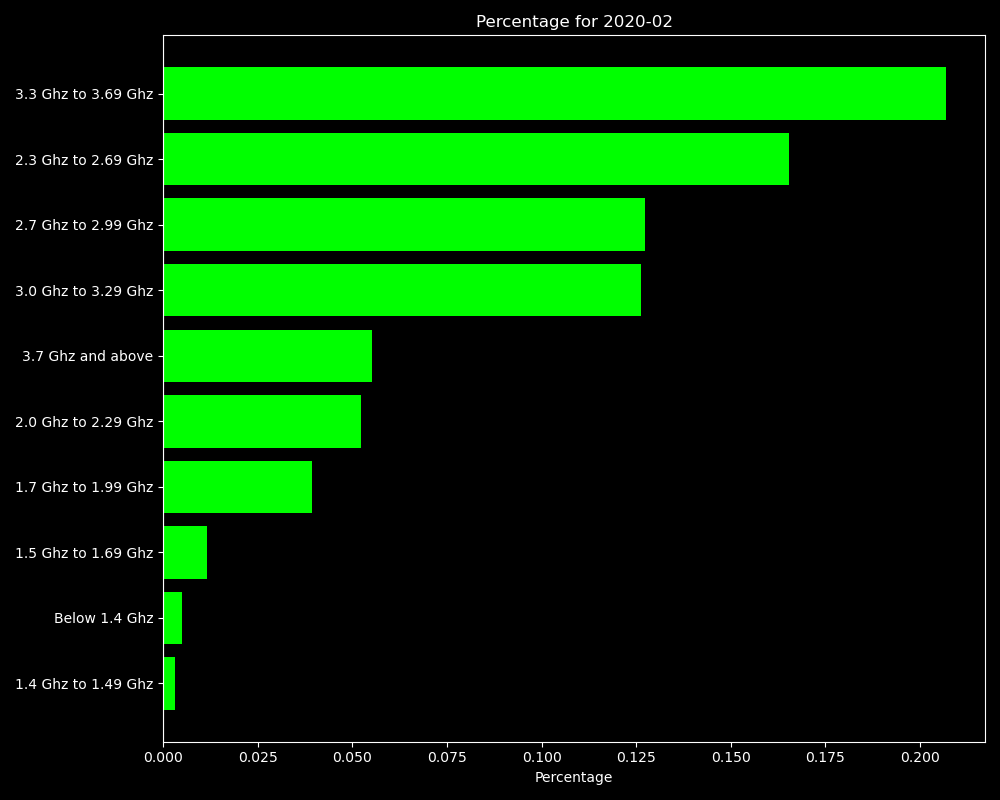 Percentage for 2020-02
3.3 Ghz to 3.69 Ghz
2.3 Ghz to 2.69 Ghz
2.7 Ghz to 2.99 Ghz
3.0 Ghz to 3.29 Ghz
3.7 Ghz and above
2.0 Ghz to 2.29 Ghz
1.7 Ghz to 1.99 Ghz
1.5 Ghz to 1.69 Ghz
Below 1.4 Ghz
1.4 Ghz to 1.49 Ghz
0.000 0.025 0.050 0.075 0.100 0.125 0.150 0.175 0.200
Percentage